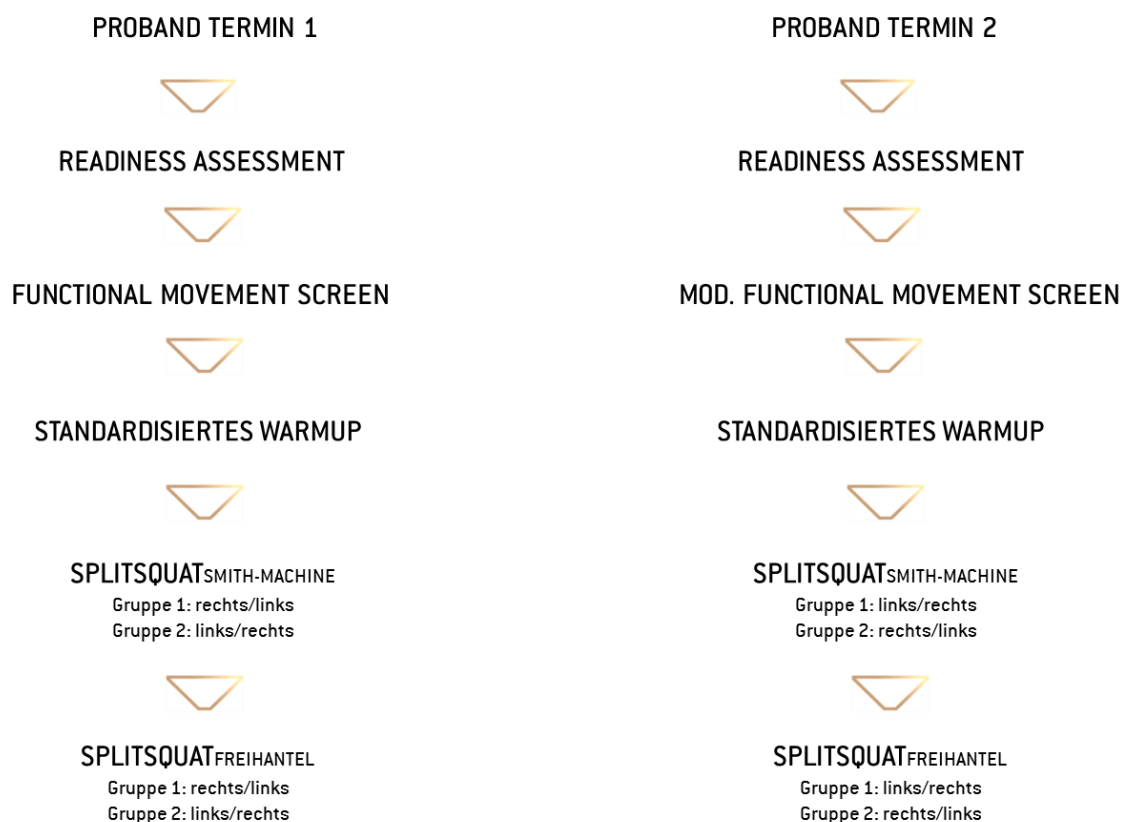 PROBAND TERMIN 1
READINESS ASSESSMENT
FUNCTIONAL MOVEMENT SCREEN
STANDARDISIERTES WARMUP
SPLITSQUATSMITH-MACHINE
Gruppe 1: rechts/links
Gruppe 2: links/rechts
SPLITSQUATFREIHANTEL
Gruppe 1: rechts/links
Gruppe 2: links/rechts
PROBAND TERMIN 2
READINESS ASSESSMENT
MOD. FUNCTIONAL MOVEMENT SCREEN
STANDARDISIERTES WARMUP
SPLITSQUATSMITH-MACHINE
Gruppe 1: links/rechts
Gruppe 2: rechts/links
SPLITSQUATFREIHANTEL
Gruppe 1: links/rechts
Gruppe 2: rechts/links